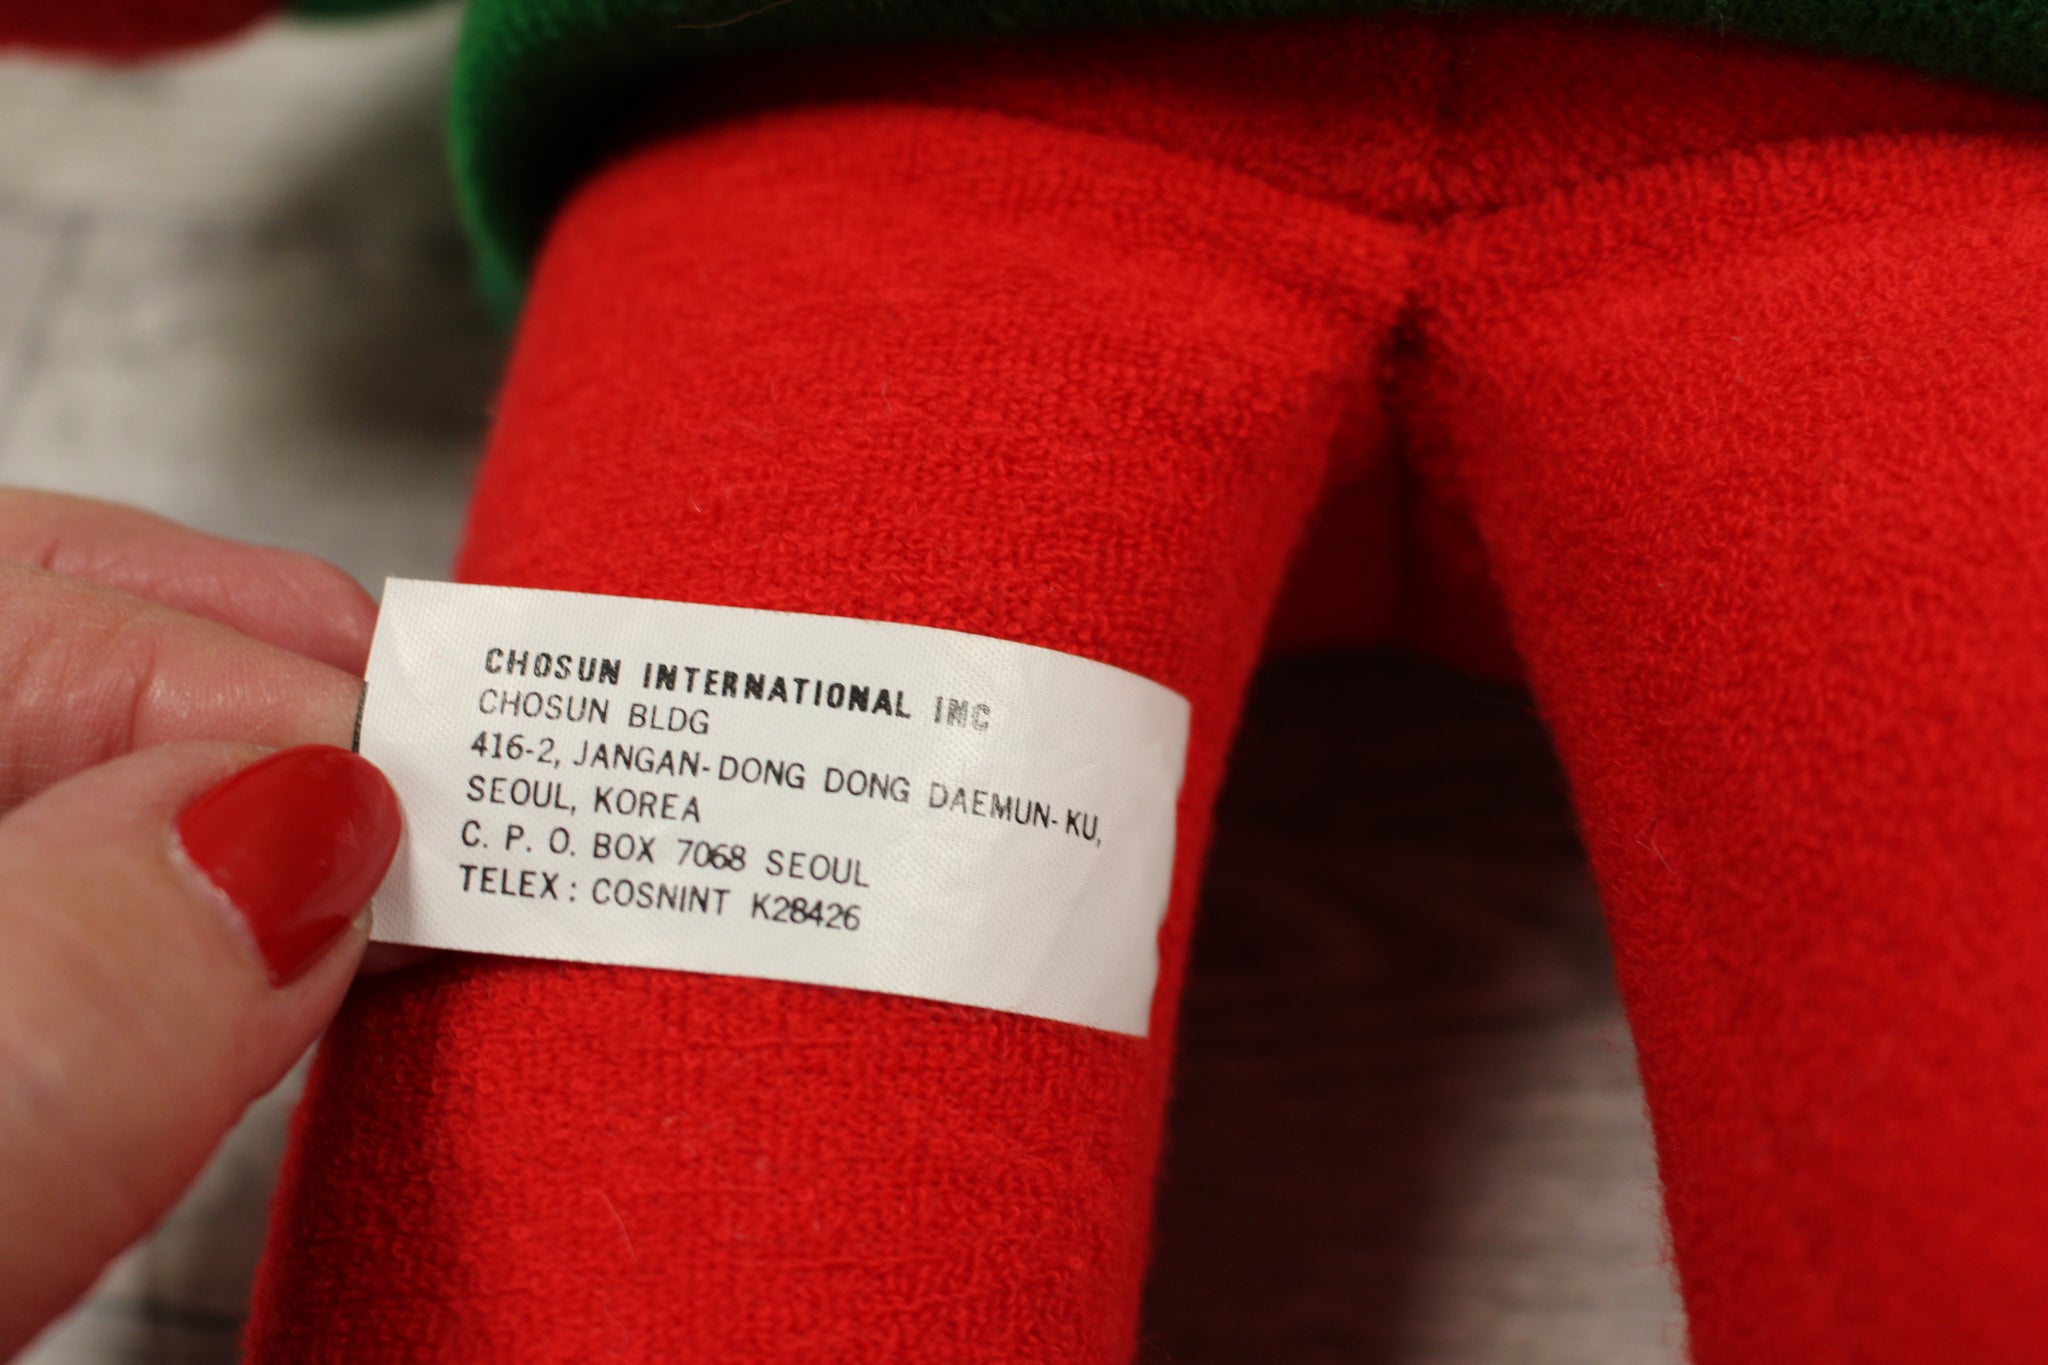 CHOSUN INTERNATIONAL INC
CHOSUN BLDG
416-2, JANGAN-DONG DONG DAEMUN-KU,
SEOUL, KOREA
C. P. O. BOX 7068 SEOUL
TELEX: COSNINT K28426